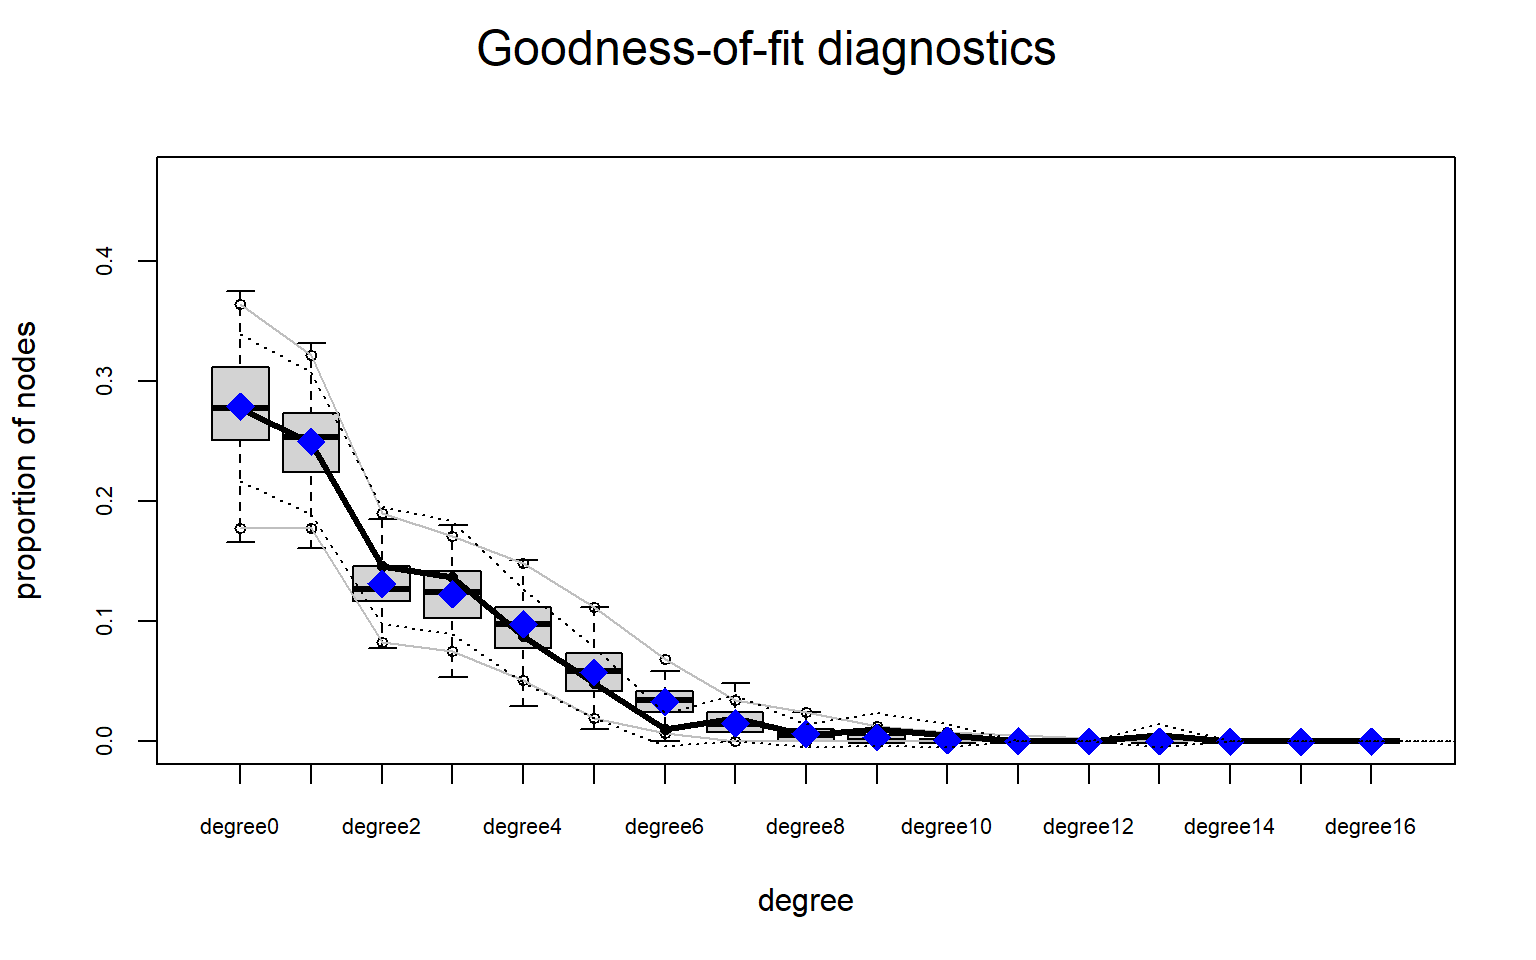 Goodness-of-fit diagnostics
proportion of nodes
0.4
0.3
0.2
0.1
0.0
degree0 degree2 degree4 degree6 degree8 degree10 degree12 degree14 degree16
degree